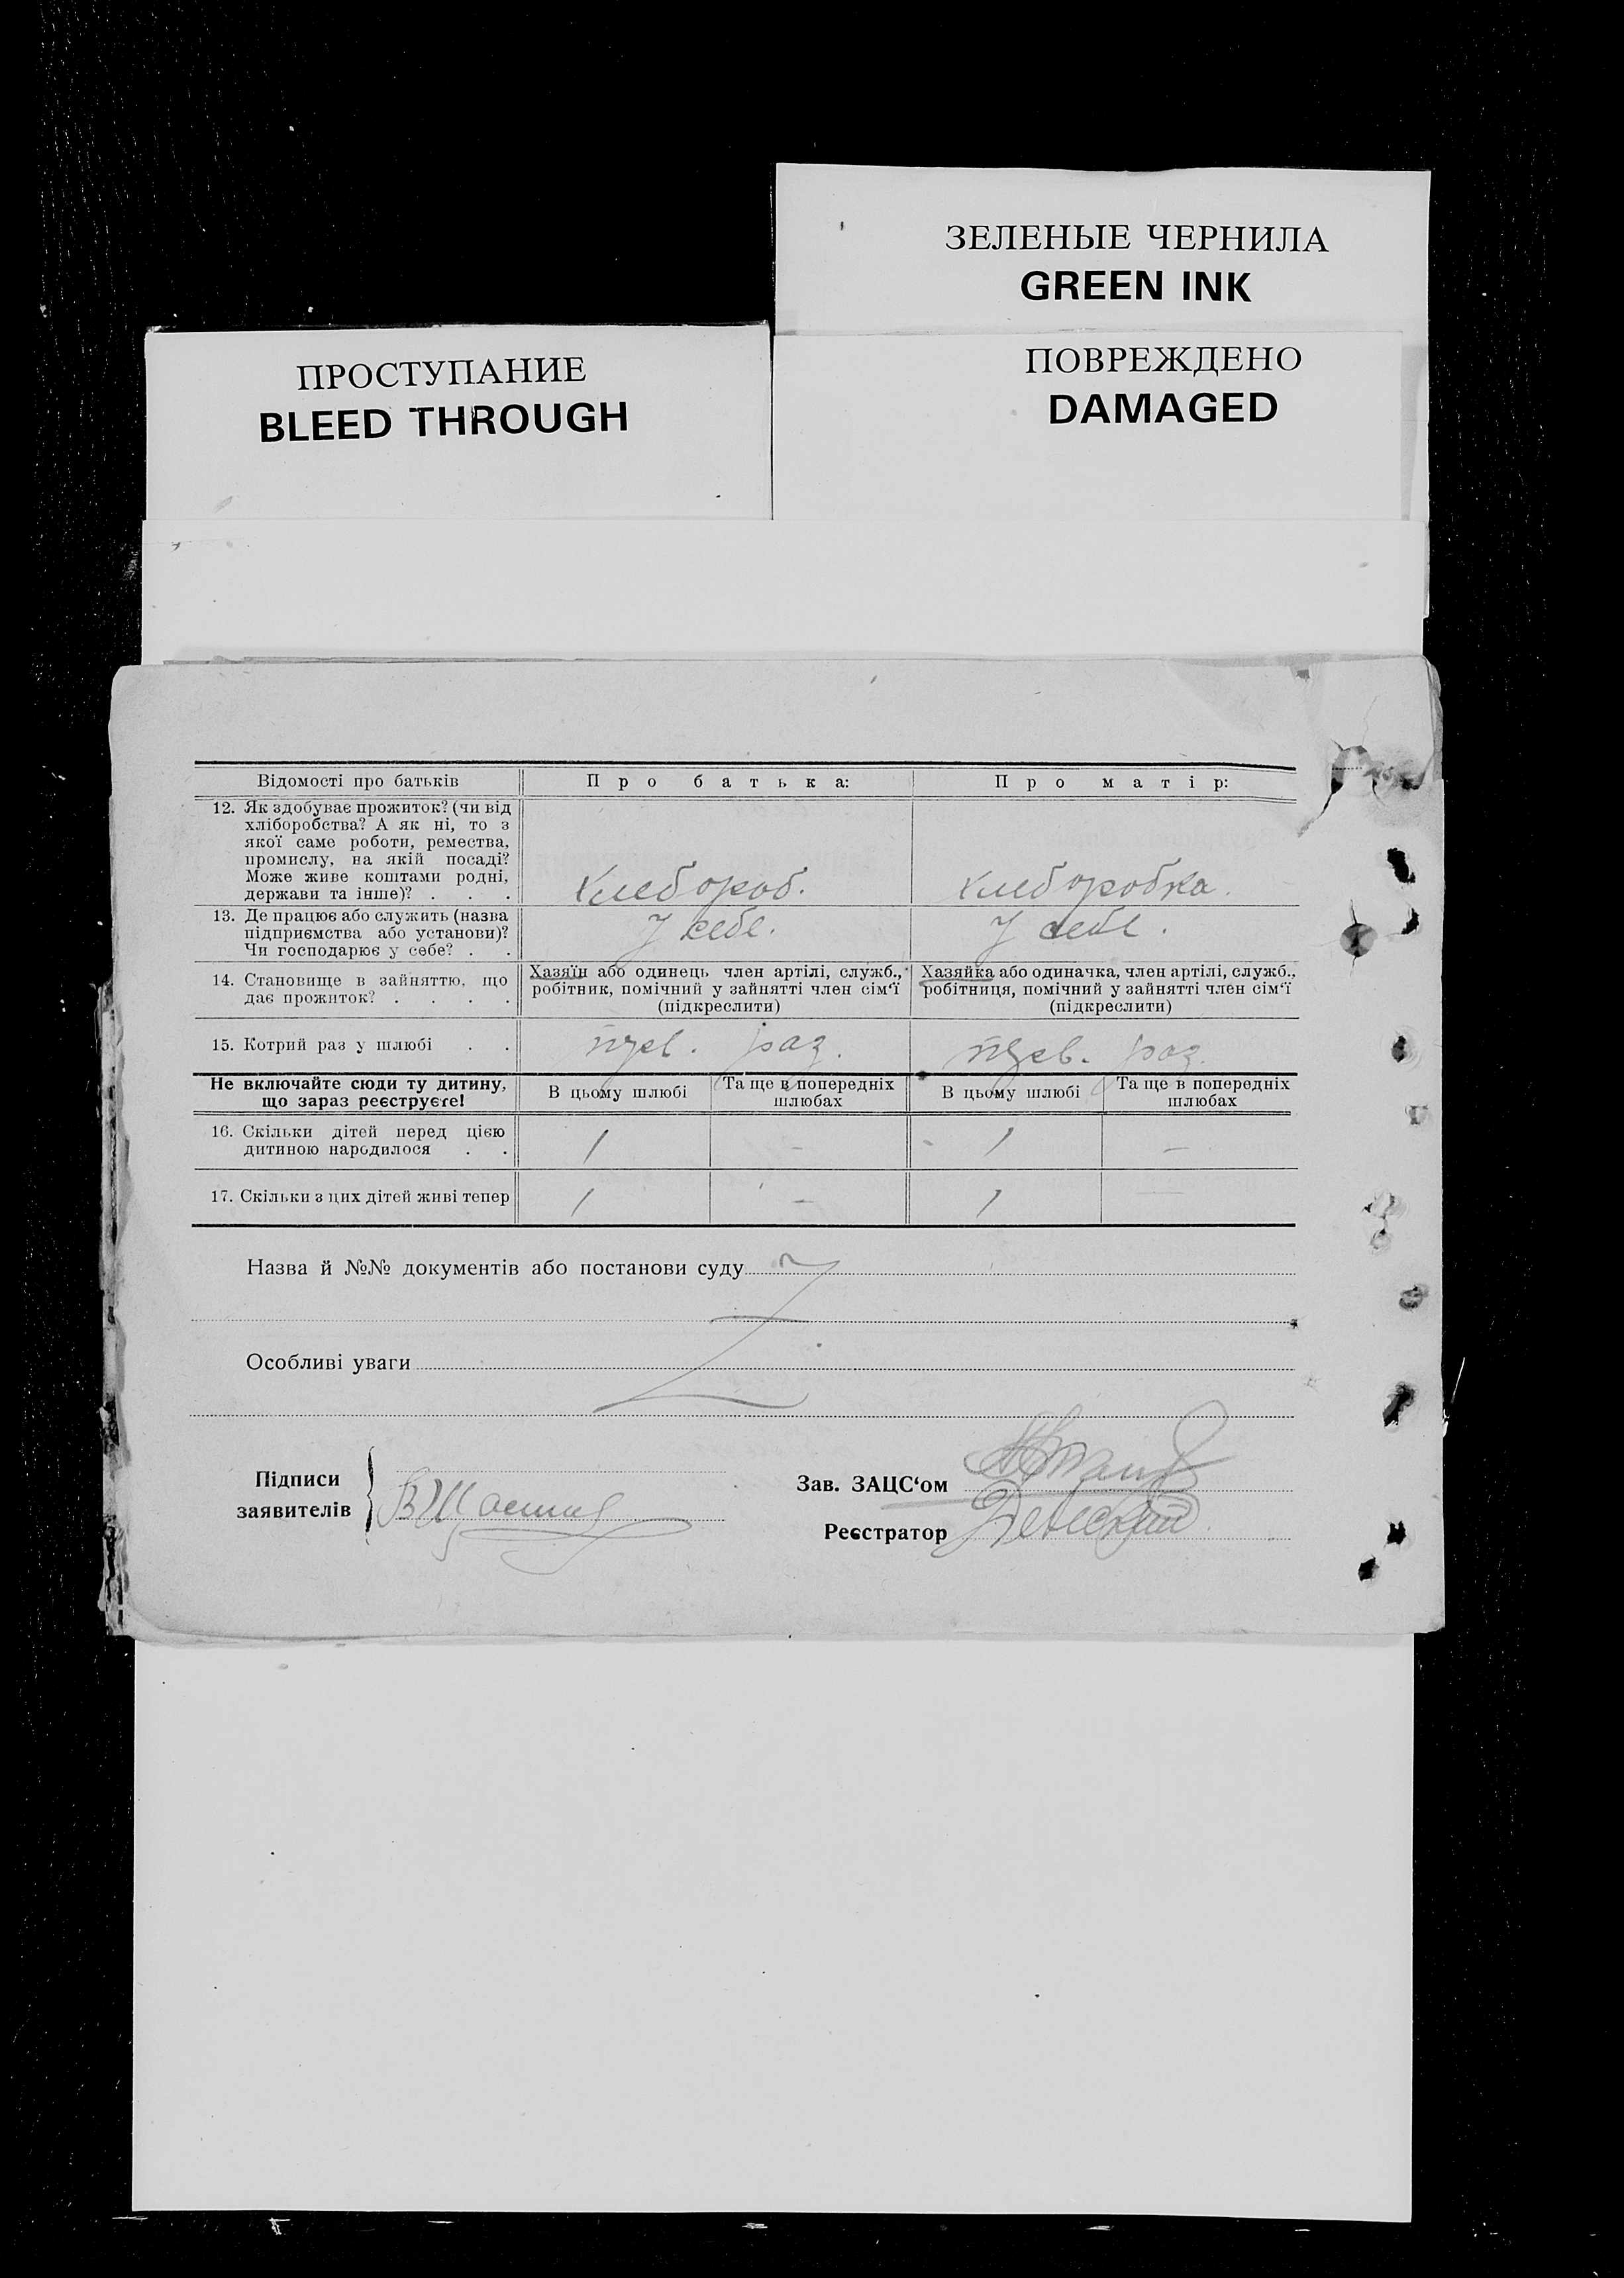 ЗЕЛЕНЫЕ ЧЕРНИЛА
GREEN INK
ПРОСТУПАНИЕ
BLEED THROUGH
ПОВРЕЖДЕНО
DAMAGED
Відомості про батьків
Про батька:
Про матір:
12. Як здобуває прожиток? (чи від
хліборобства? А як ні, то з
якої саме роботи, ремества,
промислу, на якій посаді?
Може живе коштами родні,
держави та інше)? . . .
Хлебороб.
Хлеборобка.
13. Де працює або служить (назва
підприємства або установи)?
Чи господарює у себе? . .
У себе.
У себе.
14. Становище в зайняттю, що
дає прожиток? . . . .
Хазяїн або одинець член артілі, служб.,
робітник, помічний у зайнятті член сім‘ї
(підкреслити)
Хазяйка або одиначка, член артілі, служб.,
робітниця, помічний у зайнятті член сім‘ї
(підкреслити)
15. Котрий раз у шлюбі . .
раз.
раз.
Не включайте сюди ту дитину,
що зараз реєструєте!
В цьому шлюбі
Та ще в попередніх
шлюбах
В цьому шлюбі
Та ще в попередніх
шлюбах
16. Скільки дітей перед цією
дитиною народилося . .
1
-
1
-
17. Скільки з цих дітей живі тепер
1
-
1
Назва й №№ документів або постанови суду
Особливі уваги
Підписи
заявителів
Зав. ЗАЦС‘ом
Реєстратор